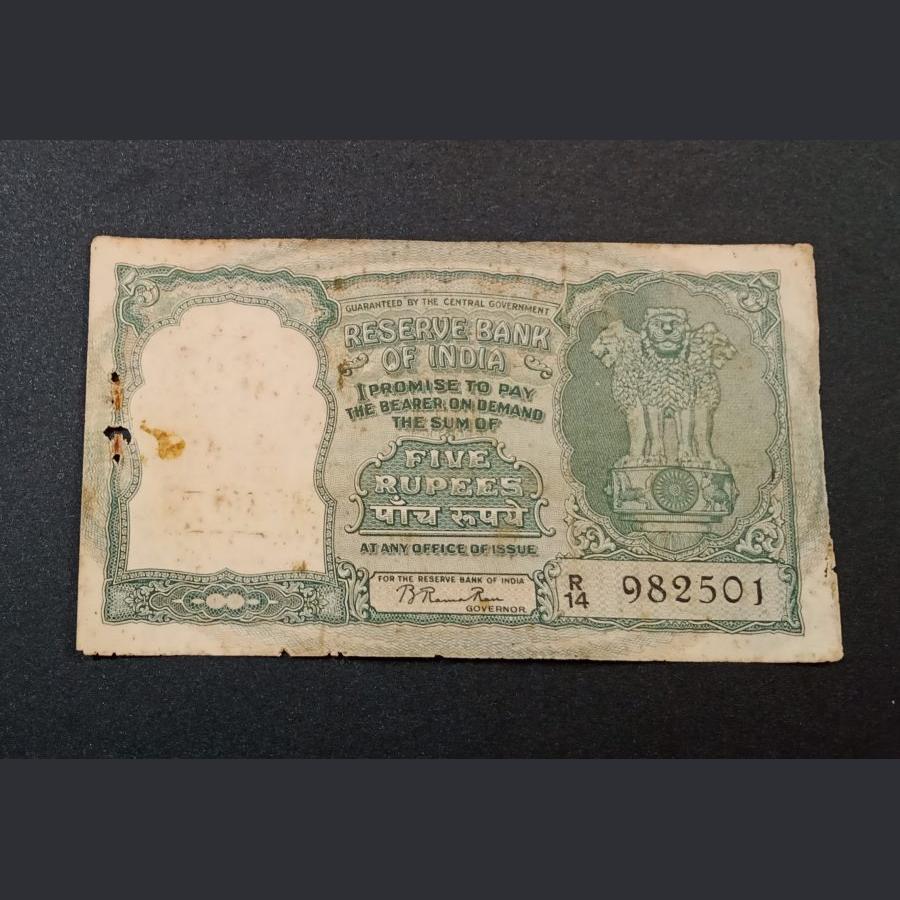 5 5
GUARANTEED BY THE CENTRAL GOVERNMENT
RESERVE BANK
OF INDIA
I PROMISE TO PAY
THE BEARER ON DEMAND
THE SUM OF
FIVE
RUPEES
पाँच रूपये
AT ANY OFFICE OF ISSUE
FOR THE RESERVE BANK OF INDIA
B Rama Rau
GOVERNOR
R
14 982501